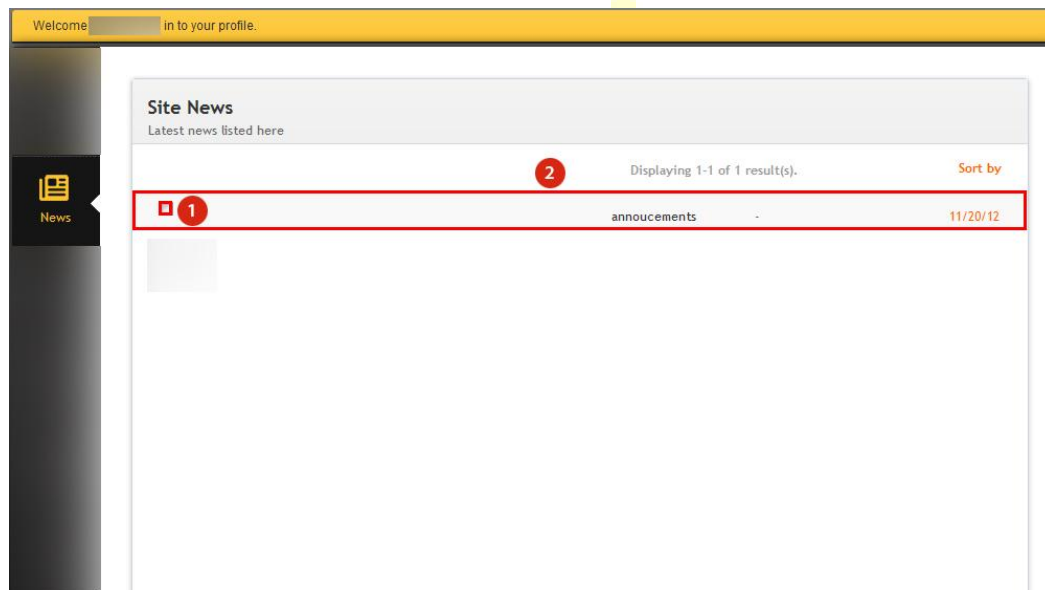 Welcome in to your profile.
Site News
Latest news listed here
2
Displaying 1-1 of 1 result(s).
Sort by
News
1
annoucements - 11/20/12